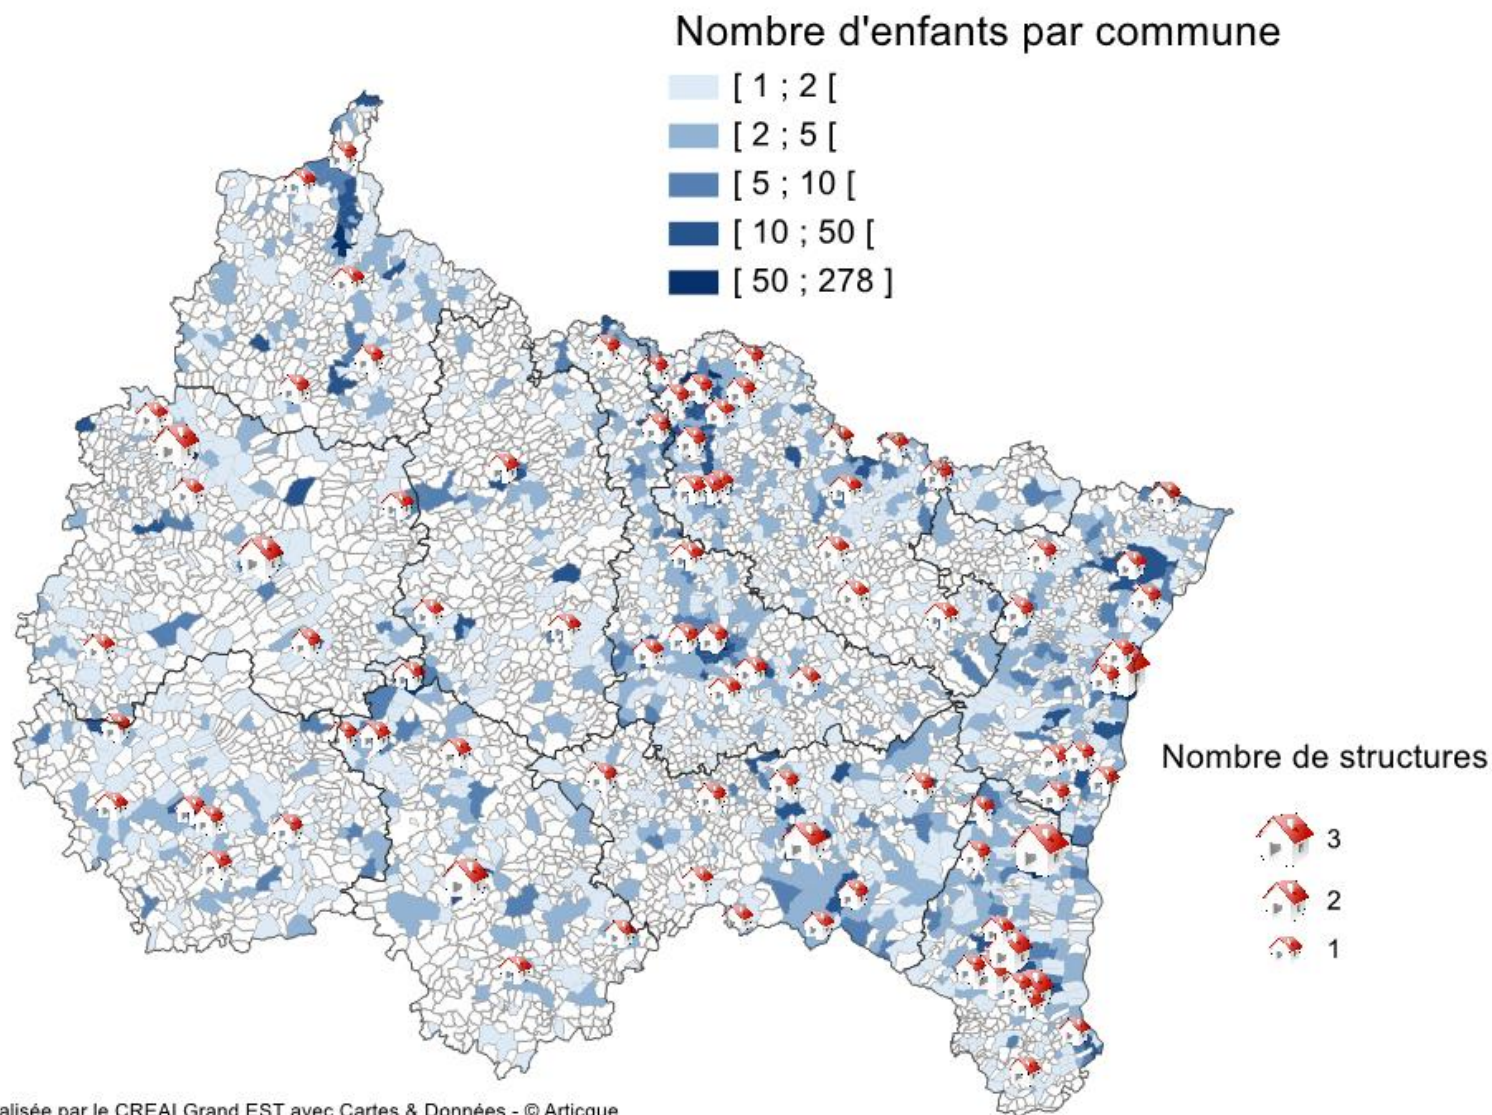 Nombre d'enfants par commune
[ 1 ; 2 [
[ 2 ; 5 [
[ 5 ; 10 [
[ 10 ; 50 [
[ 50 ; 278 ]
Nombre de structures
3
2
1
alisée par le CREAI Grand EST avec Cartes & Données - © Articque